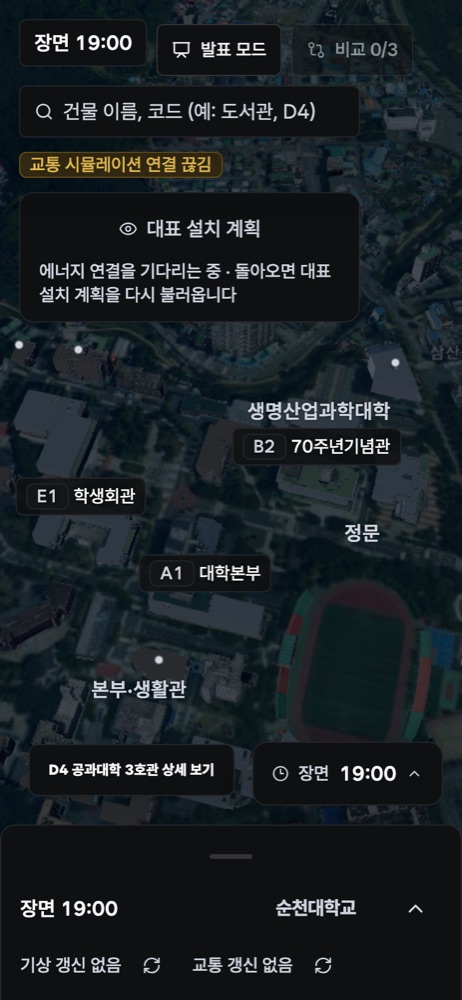 장면 19:00
발표 모드
비교 0/3
건물 이름, 코드 (예: 도서관, D4)
교통 시뮬레이션 연결 끊김
대표 설치 계획
에너지 연결을 기다리는 중 · 돌아오면 대표
설치 계획을 다시 불러옵니다
삼산
생명산업과학대학
B2 70주년기념관
E1 학생회관
정문
A1 대학본부
본부·생활관
D4 공과대학 3호관 상세 보기
장면 19:00
장면 19:00
순천대학교
기상 갱신 없음
교통 갱신 없음